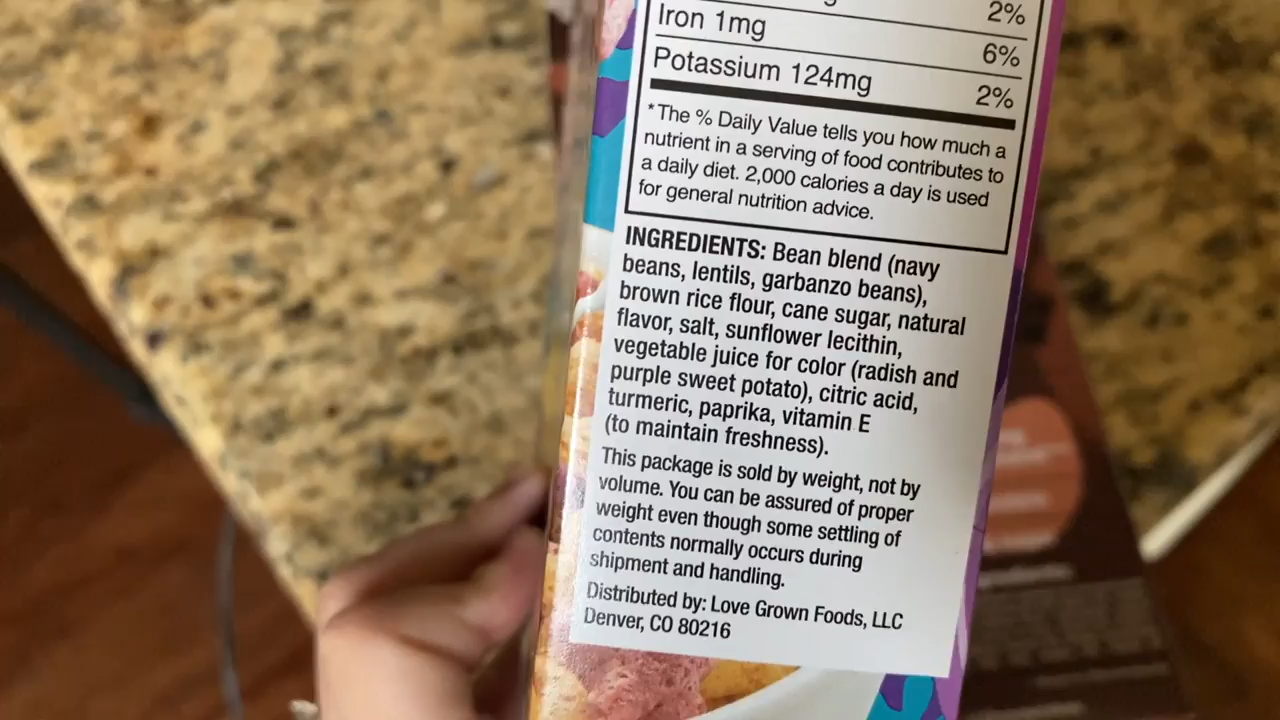 2%
Iron 1mg 6%
Potassium 124mg 2%
*The % Daily Value tells you how much a
nutrient in a serving of food contributes to
a daily diet. 2,000 calories a day is used
for general nutrition advice.
INGREDIENTS: Bean blend (navy
beans, lentils, garbanzo beans),
brown rice flour, cane sugar, natural
flavor, salt, sunflower lecithin,
vegetable juice for color (radish and
purple sweet potato), citric acid,
turmeric, paprika, vitamin E
(to maintain freshness).
This package is sold by weight, not by
volume. You can be assured of proper
weight even though some settling of
contents normally occurs during
shipment and handling.
Distributed by: Love Grown Foods, LLC
Denver, CO 80216